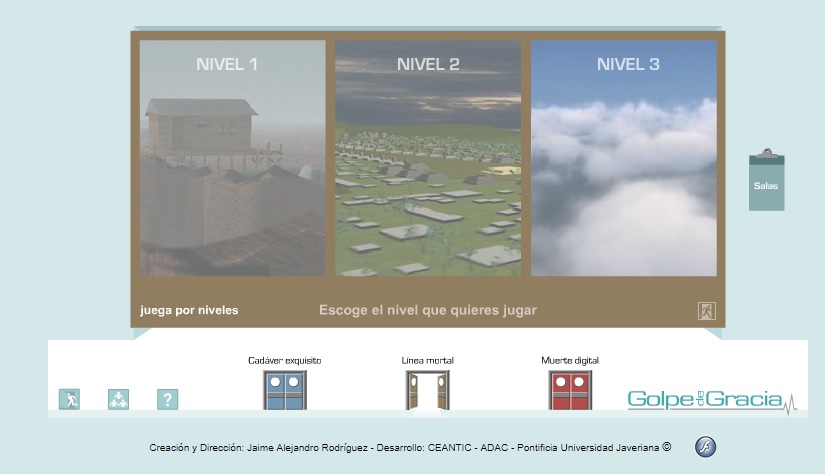 NIVEL 1
NIVEL 2
NIVEL 3
Salas
juega por niveles
Escoge el nivel que quieres jugar
Cadáver exquisito
Línea mortal
Muerte digital
?
Golpe de Gracia
Creación y Dirección: Jaime Alejandro Rodríguez - Desarrollo: CEANTIC - ADAC - Pontificia Universidad Javeriana ©